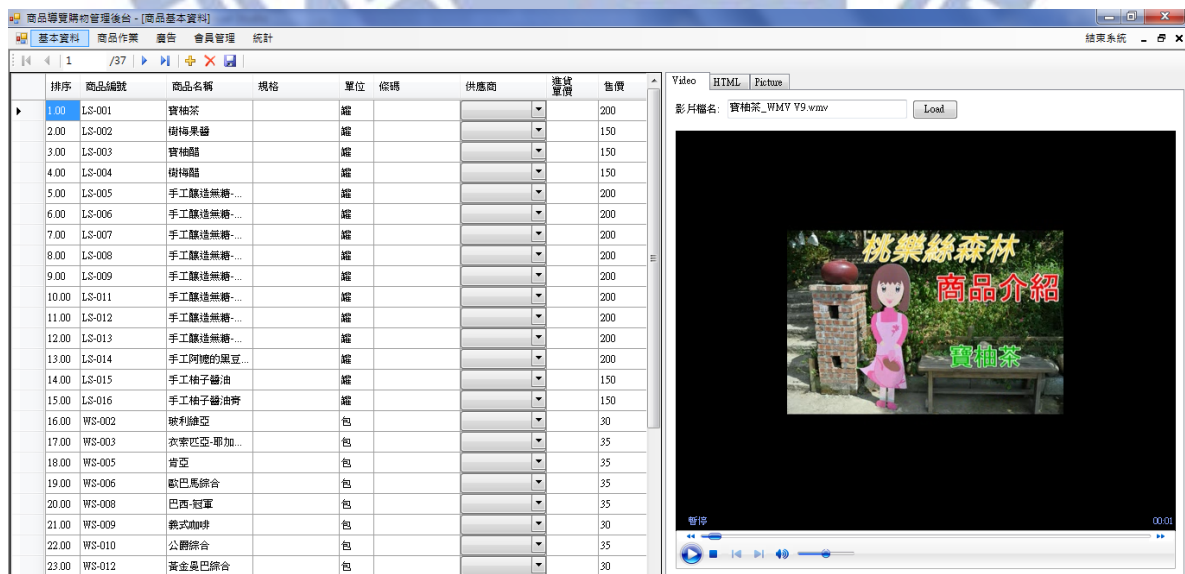 商品導覽購物管理後台 - [商品基本資料]
基本資料 商品作業 廣告 會員管理 統計 結束系統
1 /37
排序 商品編號 商品名稱 規格 單位 條碼 供應商 進貨單價 售價
1.00 LS-001 寶柚茶 罐 200
2.00 LS-002 樹梅果醬 罐 150
3.00 LS-003 寶柚醋 罐 150
4.00 LS-004 樹梅醋 罐 150
5.00 LS-005 手工釀造無糖-... 罐 200
6.00 LS-006 手工釀造無糖-... 罐 200
7.00 LS-007 手工釀造無糖-... 罐 200
8.00 LS-008 手工釀造無糖-... 罐 200
9.00 LS-009 手工釀造無糖-... 罐 200
10.00 LS-011 手工釀造無糖-... 罐 200
11.00 LS-012 手工釀造無糖-... 罐 200
12.00 LS-013 手工釀造無糖-... 罐 200
13.00 LS-014 手工阿嬤的黑豆... 罐 200
14.00 LS-015 手工柚子醬油 罐 150
15.00 LS-016 手工柚子醬油膏 罐 150
16.00 WS-002 玻利維亞 包 30
17.00 WS-003 衣索匹亞-耶加... 包 35
18.00 WS-005 肯亞 包 35
19.00 WS-006 歐巴馬綜合 包 35
20.00 WS-008 巴西-冠軍 包 35
21.00 WS-009 義式咖啡 包 30
22.00 WS-010 公爵綜合 包 35
23.00 WS-012 黃金曼巴綜合 包 30
Video HTML Picture
影片檔名: 寶柚茶_WMV V9.wmv Load
桃樂絲森林
商品介紹
寶柚茶
暫停 00:01